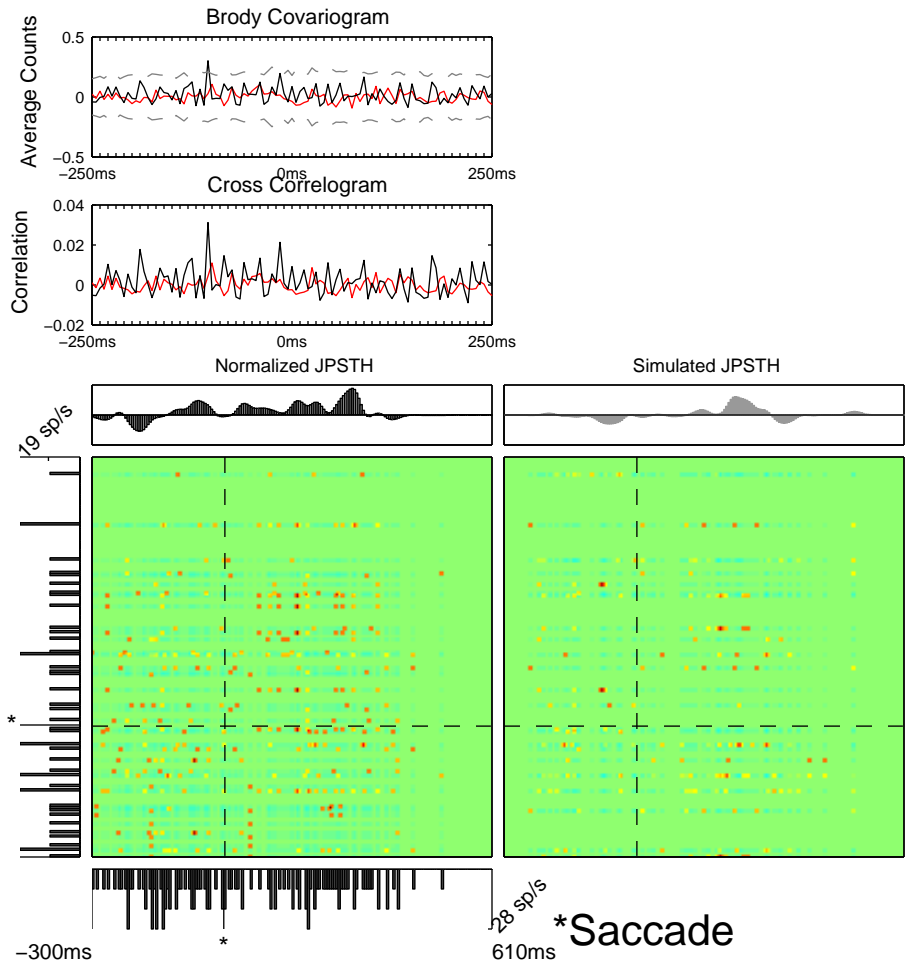 Brody Covariogram
Average Counts
0.5
0
−0.5
−250ms
0ms
250ms
Cross Correlogram
Correlation
0.04
0.02
0
−0.02
−250ms
0ms
250ms
Normalized JPSTH
Simulated JPSTH
19 sp/s
*
28 sp/s
*
*Saccade
−300ms
610ms